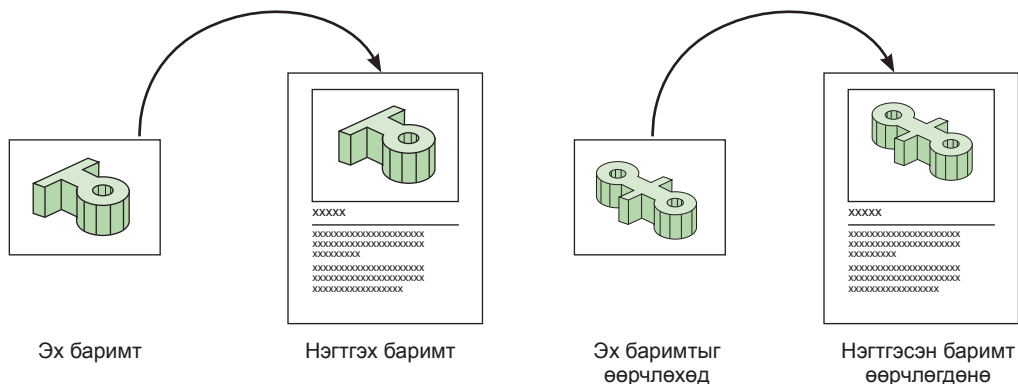 xxxxx
xxxxxxxxxxxxxxxxxxxxx
xxxxxxxxxxxxxxxxxxxxx
xxxxxxxxx
xxxxxxxxxxxxxxxxxxxxx
xxxxxxxxxxxxxxxxxxxxx
xxxxxxxxxxxxxxxxx
Эх баримт
Нэгтгэх баримт
xxxxx
xxxxxxxxxxxxxxxxxxxxx
xxxxxxxxxxxxxxxxxxxxx
xxxxxxxxx
xxxxxxxxxxxxxxxxxxxxx
xxxxxxxxxxxxxxxxxxxxx
xxxxxxxxxxxxxxxxx
Эх баримтыг
өөрчлөхөд
Нэгтгэсэн баримт
өөрчлөгдөнө